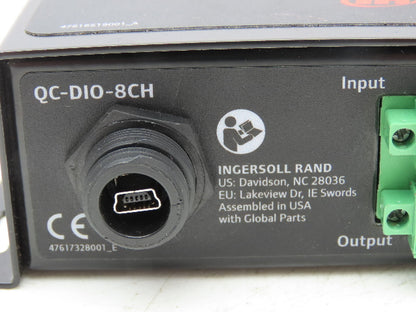 47616519001_A
QC-DIO-8CH
Input
INGERSOLL RAND
US: Davidson, NC 28036
EU: Lakeview Dr, IE Swords
Assembled in USA
with Global Parts
CE
47617328001_E
Output